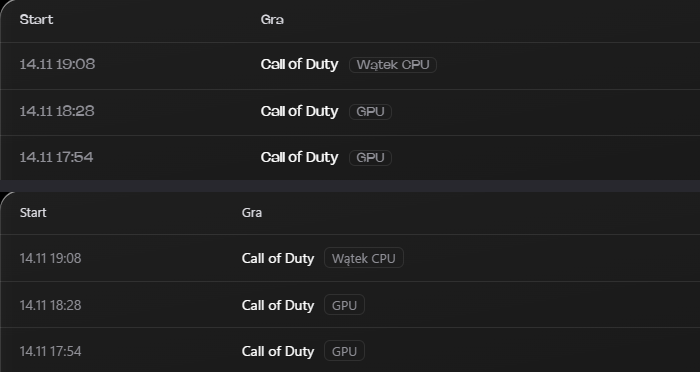 Start Gra
14.11 19:08 Call of Duty Wątek CPU
14.11 18:28 Call of Duty GPU
14.11 17:54 Call of Duty GPU
Start Gra
14.11 19:08 Call of Duty Wątek CPU
14.11 18:28 Call of Duty GPU
14.11 17:54 Call of Duty GPU